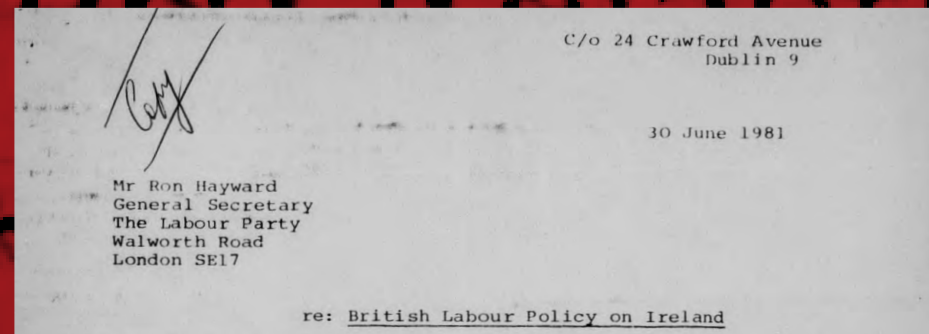 C/o 24 Crawford Avenue
Dublin 9
Copy
30 June 1981
Mr Ron Hayward
General Secretary
The Labour Party
Walworth Road
London SE17
re: British Labour Policy on Ireland